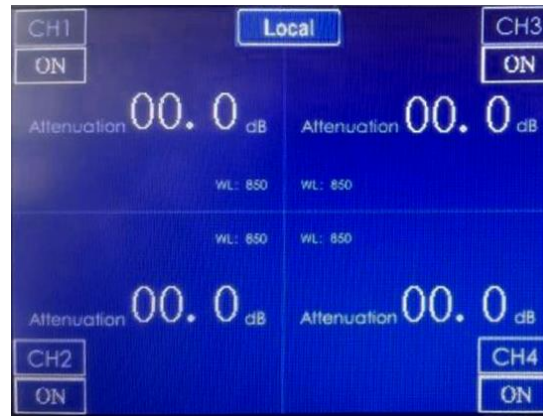 CH1 Local CH3
ON ON
Attenuation 00. 0 dB Attenuation 00. 0 dB
WL: 850 WL: 850
WL: 850 WL: 850
Attenuation 00. 0 dB Attenuation 00. 0 dB
CH2 CH4
ON ON